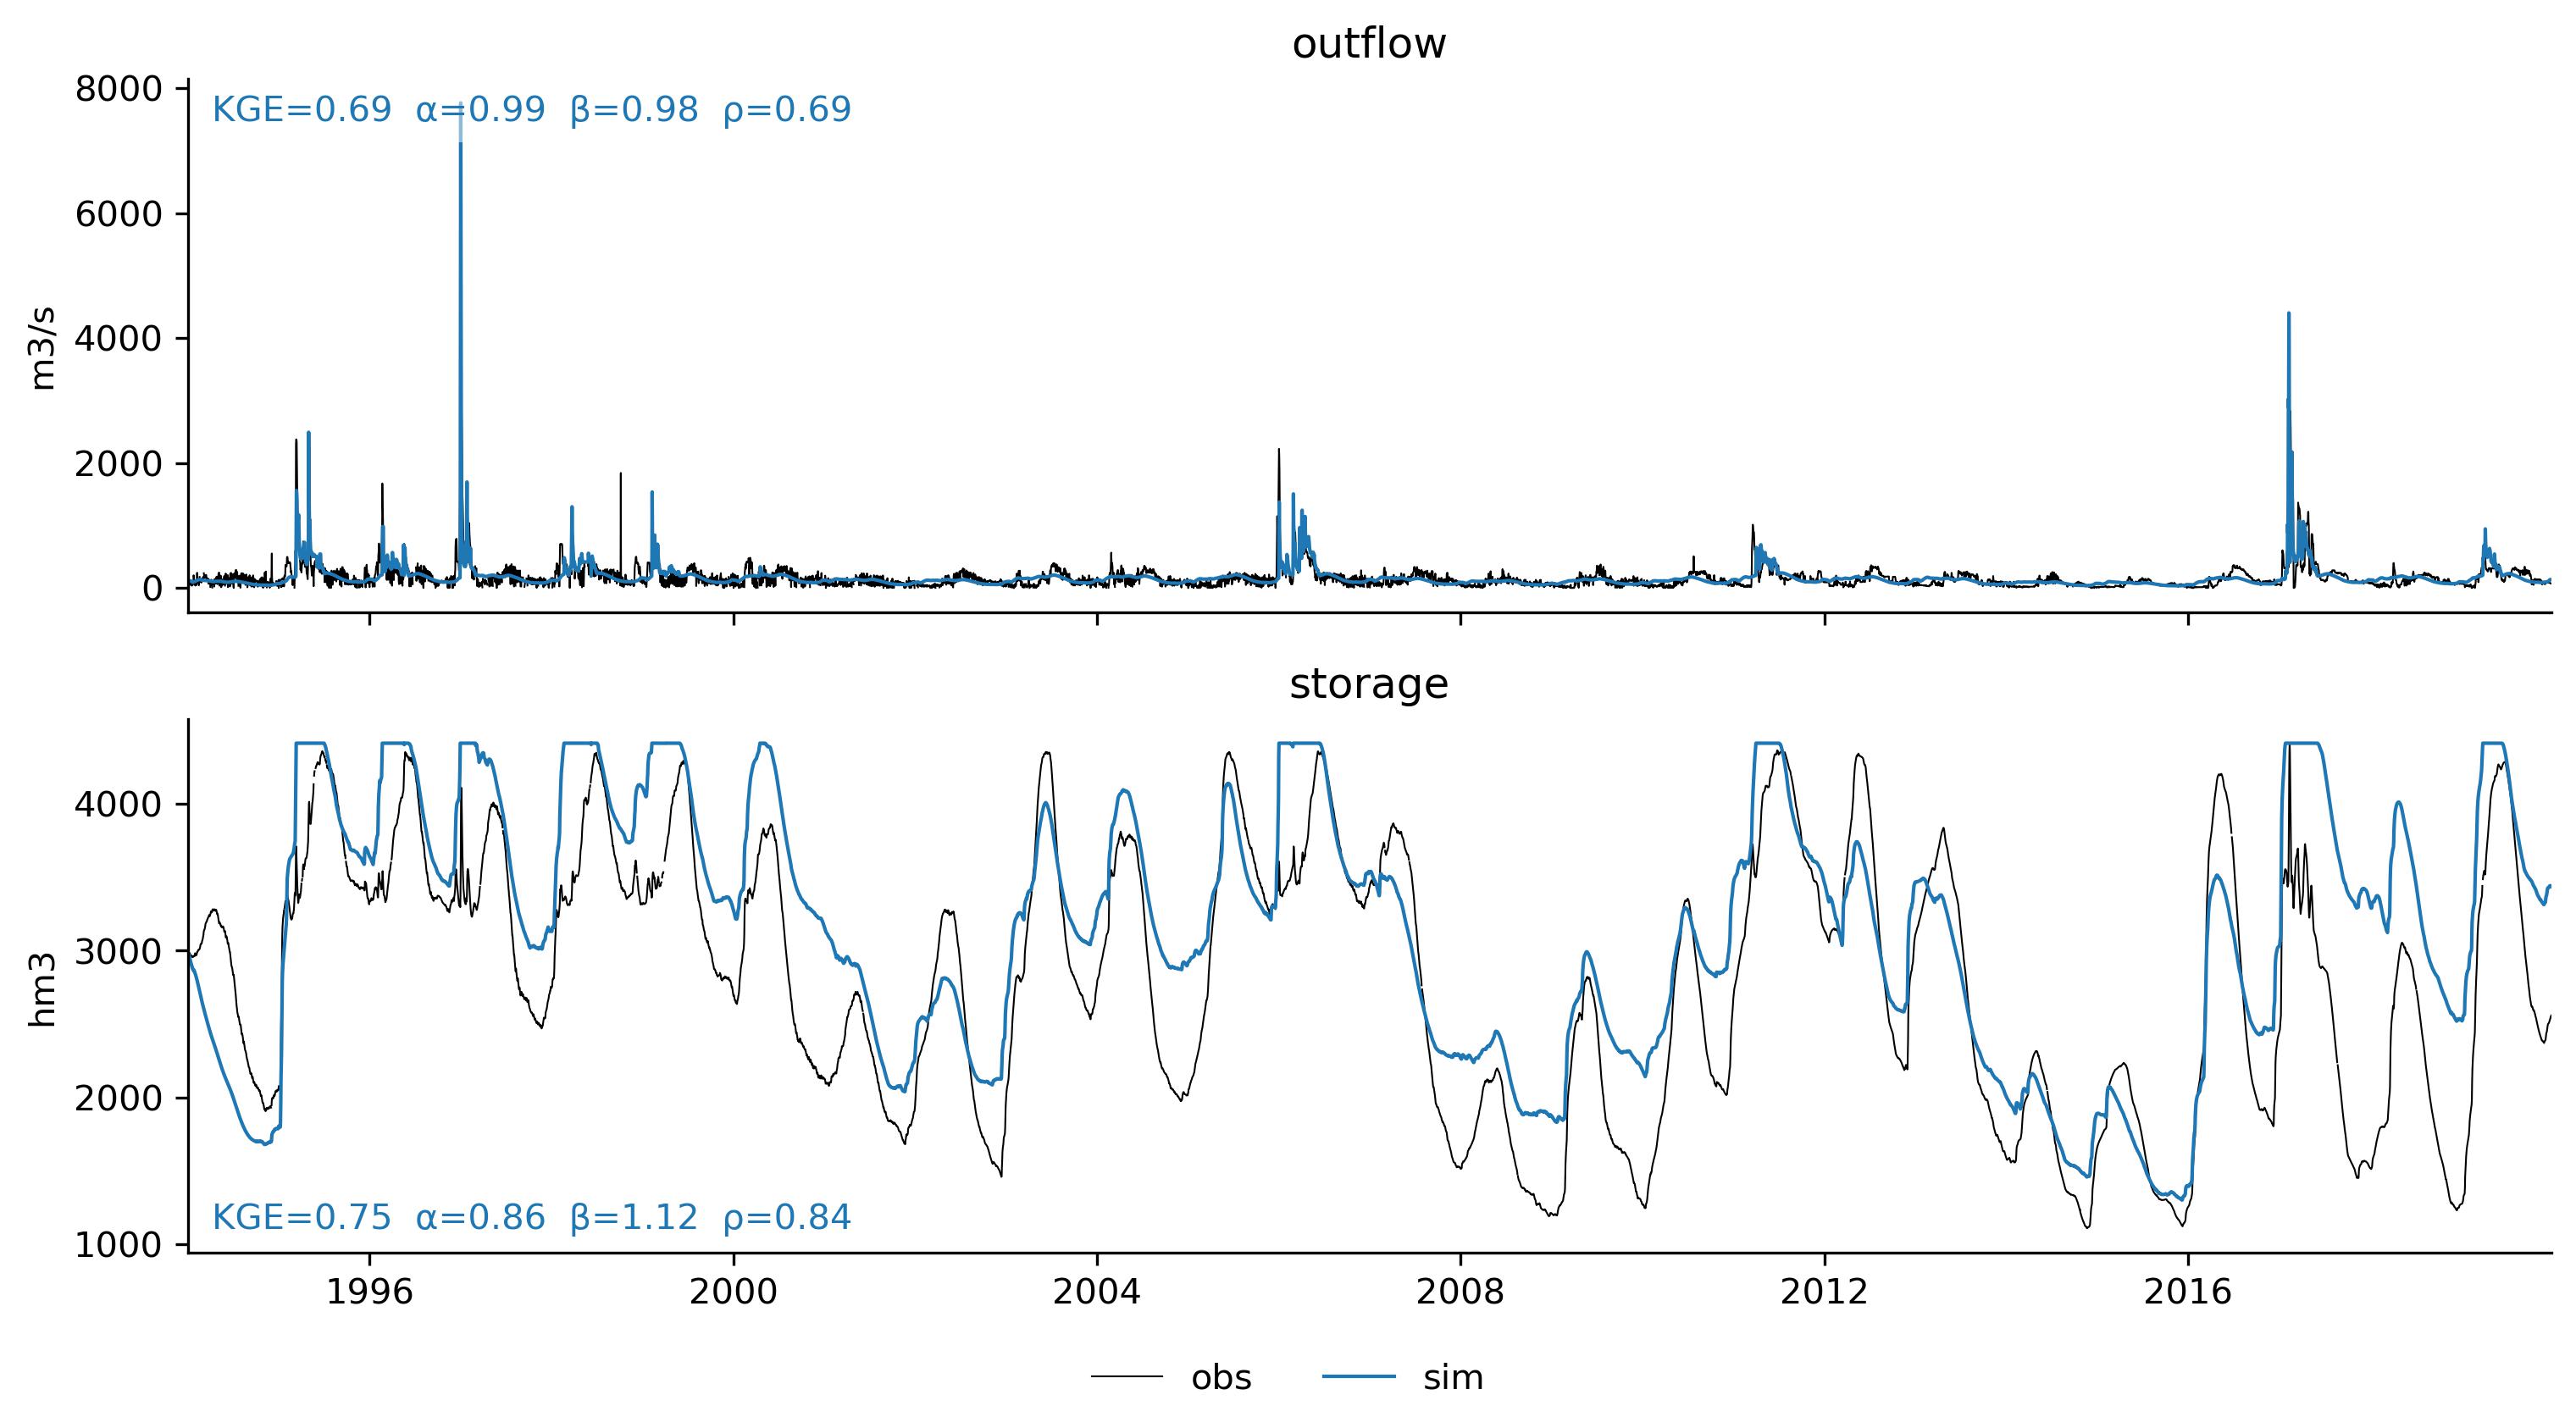 outflow
8000
KGE=0.69 α=0.99 β=0.98 ρ=0.69
6000
m3/s
4000
2000
0
storage
4000
3000
hm3
2000
KGE=0.75 α=0.86 β=1.12 ρ=0.84
1000
1996 2000 2004 2008 2012 2016
obs sim